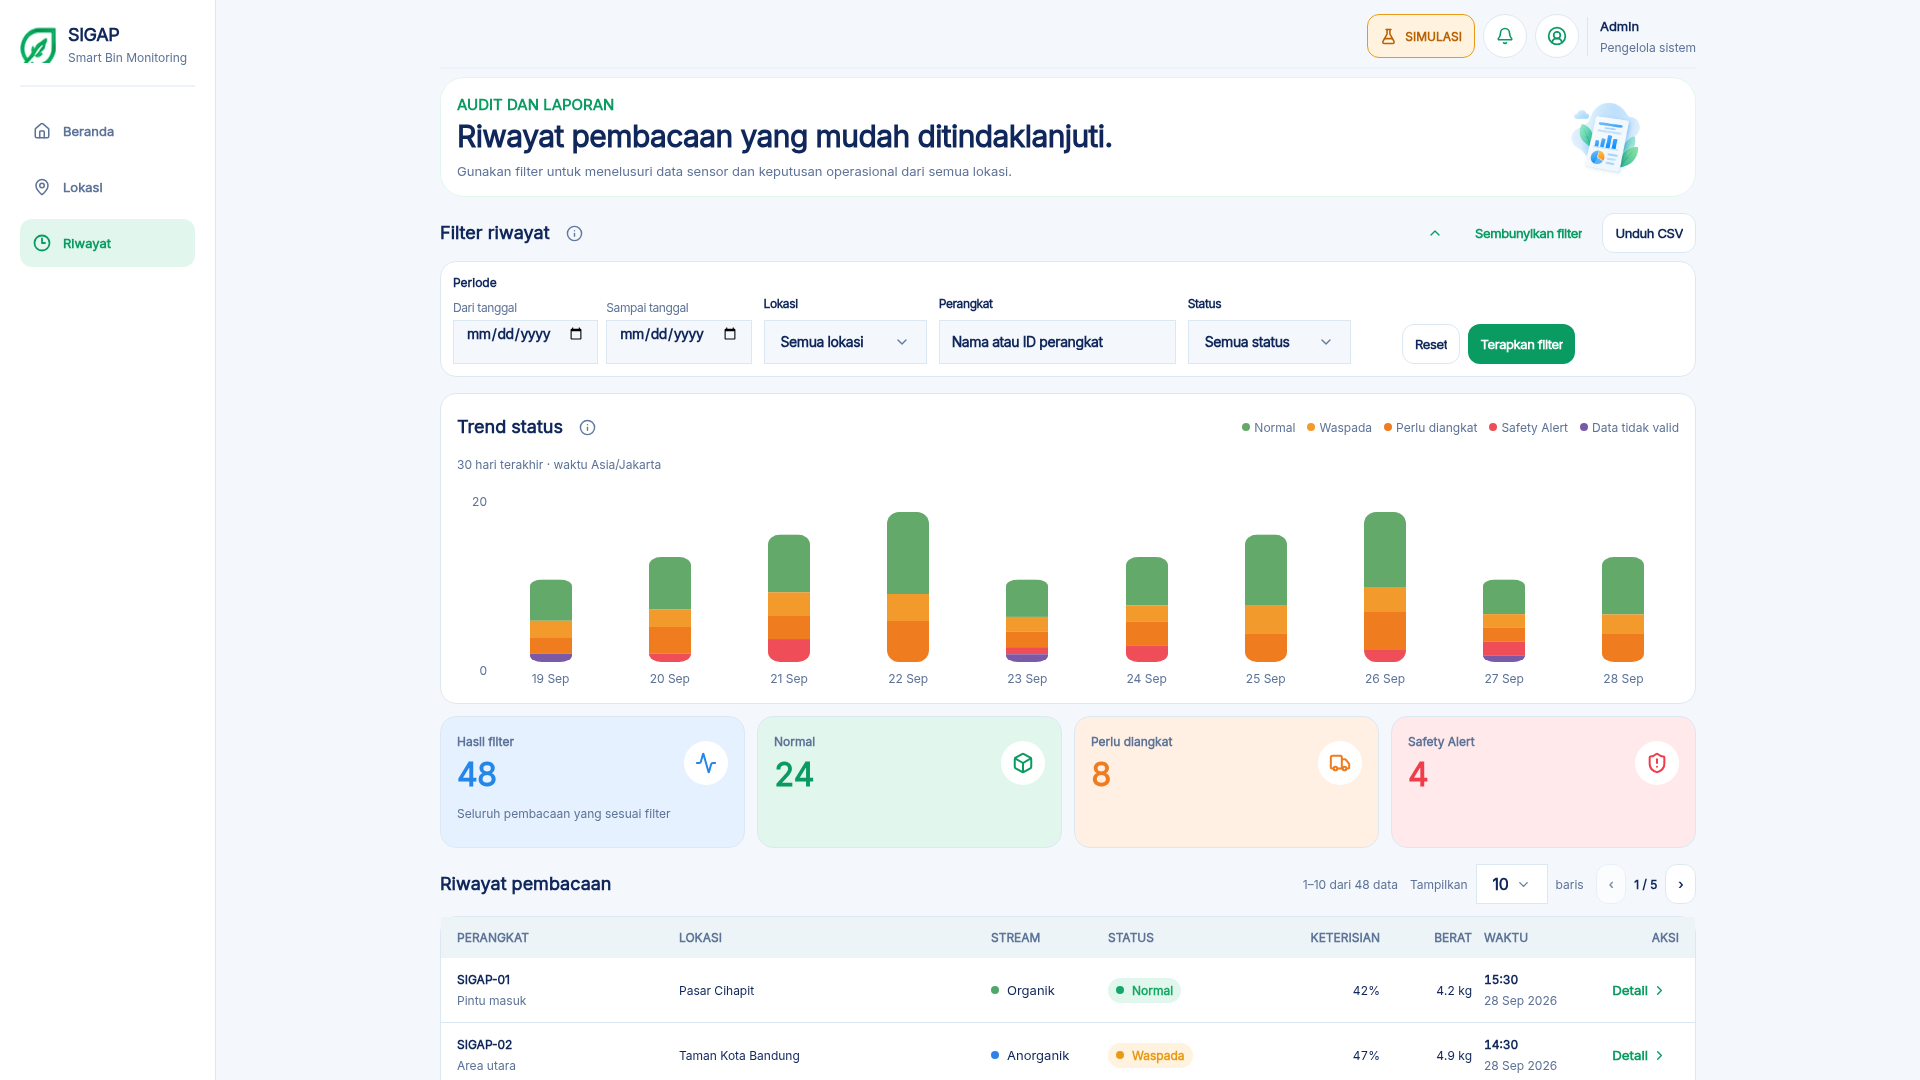 SIGAP
Smart Bin Monitoring
Beranda
Lokasi
Riwayat
SIMULASI
Admin
Pengelola sistem
AUDIT DAN LAPORAN
Riwayat pembacaan yang mudah ditindaklanjuti.
Gunakan filter untuk menelusuri data sensor dan keputusan operasional dari semua lokasi.
Filter riwayat
Sembunyikan filter
Unduh CSV
Periode
Dari tanggal
Sampai tanggal
Lokasi
Perangkat
Status
mm/dd/yyyy
mm/dd/yyyy
Semua lokasi
Nama atau ID perangkat
Semua status
Reset
Terapkan filter
Trend status
Normal
Waspada
Perlu diangkat
Safety Alert
Data tidak valid
30 hari terakhir · waktu Asia/Jakarta
20
0
19 Sep
20 Sep
21 Sep
22 Sep
23 Sep
24 Sep
25 Sep
26 Sep
27 Sep
28 Sep
Hasil filter
48
Seluruh pembacaan yang sesuai filter
Normal
24
Perlu diangkat
8
Safety Alert
4
Riwayat pembacaan
1–10 dari 48 data
Tampilkan
10
baris
‹
1 / 5
›
PERANGKAT LOKASI STREAM STATUS KETERISIAN BERAT WAKTU AKSI
SIGAP-01
Pintu masuk
Pasar Cihapit
Organik
Normal
42%
4.2 kg
15:30
28 Sep 2026
Detail
SIGAP-02
Area utara
Taman Kota Bandung
Anorganik
Waspada
47%
4.9 kg
14:30
28 Sep 2026
Detail